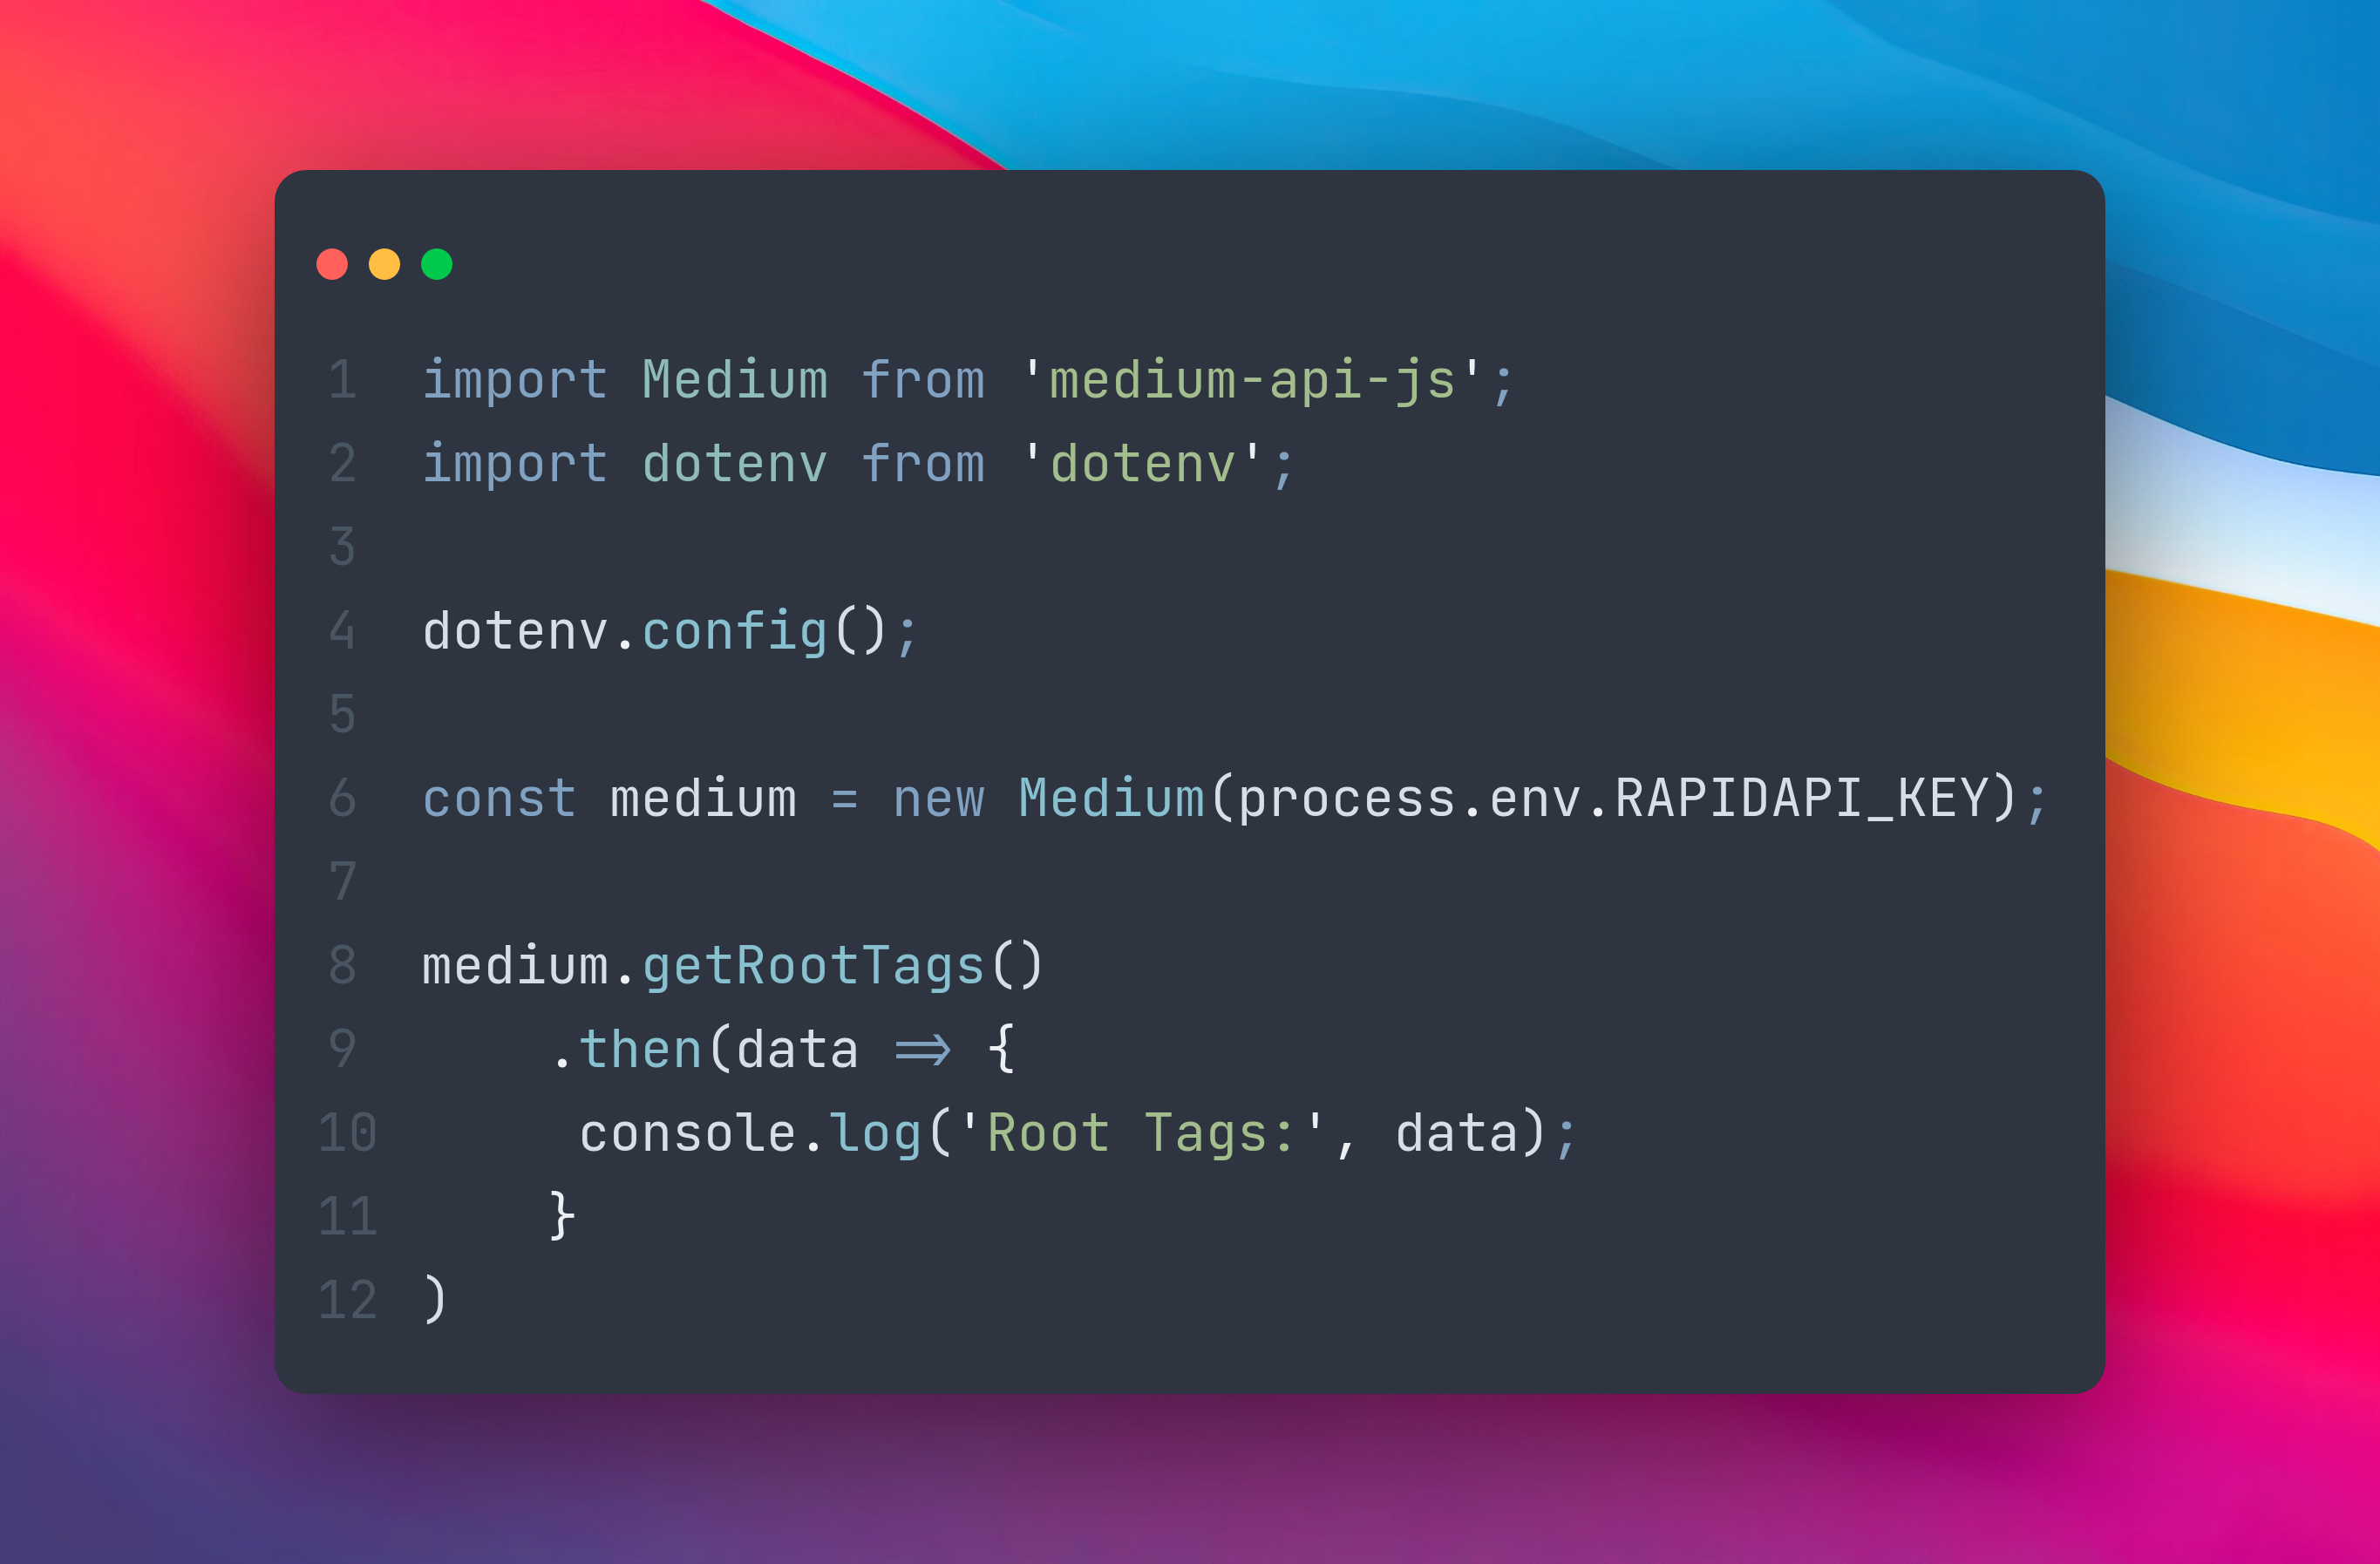 1 import Medium from 'medium-api-js';
2 import dotenv from 'dotenv';
3
4 dotenv.config();
5
6 const medium = new Medium(process.env.RAPIDAPI_KEY);
7
8 medium.getRootTags()
9     .then(data => {
10      console.log('Root Tags:', data);
11     }
12 )